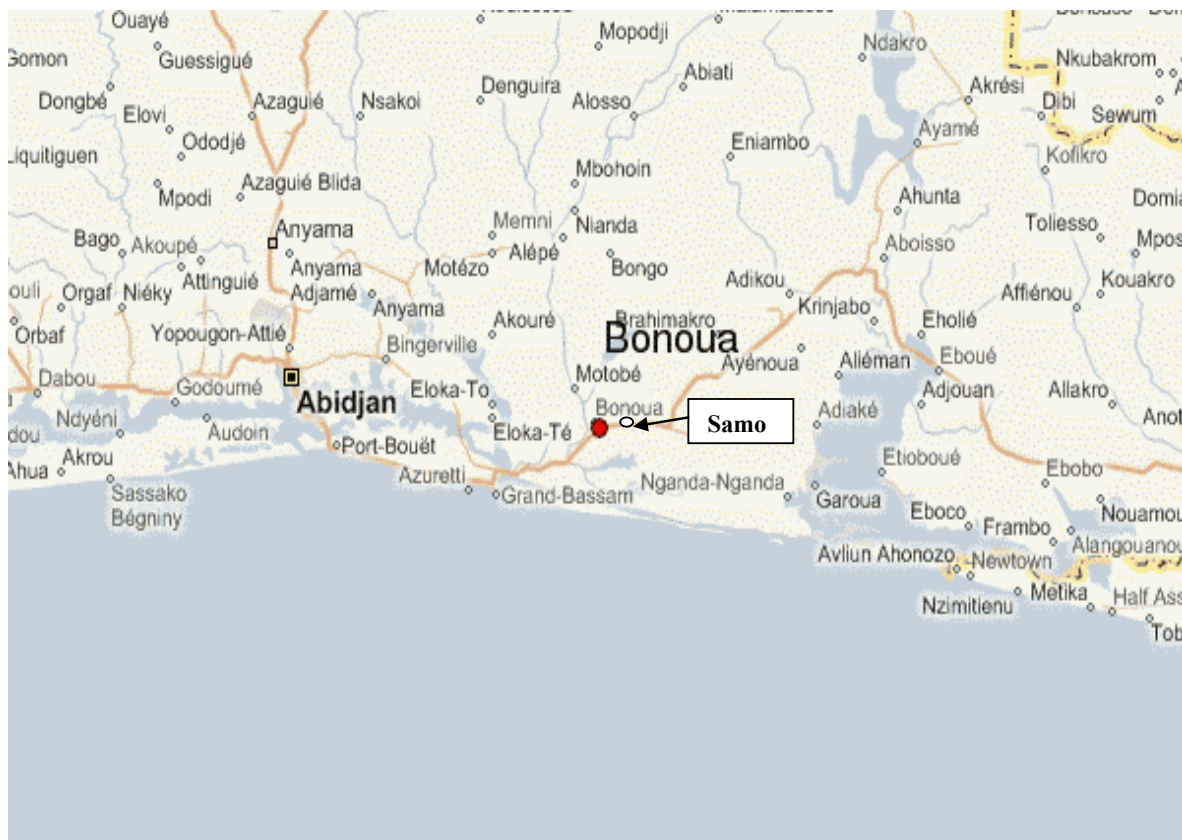 Ouayé
Mopodji
Ndakro
Gomon
Guessigué
Nkubakrom
Dongbé
Denguira
Abiati
Akrési
Elovi
Azaguié
Nsakoi
Alosso
Dibi
Sewum
Ododjé
Eniambo
Ayamé
Liquitiguen
Kofikro
Mpodi
Azaguié Blida
Mbohoin
Ahunta
Domia
Memni
Nianda
Toliesso
Bago
Akoupé
Anyama
Alépé
Aboisso
Mpos
Attinguié
Anyama
Motézo
Bongo
Adikou
Kouakro
ouli
Orgaf
Niéky
Adjamé
Anyama
Krinjabo
Affiénou
Orbaf
Yopougon-Attié
Akouré
Brahimakro
Eholié
Bonoua
Bingerville
Ayénoua
Aliéman
Eboué
Dabou
Godoumé
Eloka-To
Motobé
Adjouan
Allakro
Abidjan
Bonoua
Adiaké
Anot
Ndyéni
Samo
dou
Audoin
Port-Bouët
Eloka-Té
Ahua
Akrou
Azuretti
Nganda-Nganda
Etioboué
Ebobo
Sassako
Bégniny
Grand-Bassam
Garoua
Eboco
Frambo
Nouamou
Avliun Ahonozo
Newtown
Alangouanou
Nzimitienu
Metika
Half Ass
Tob